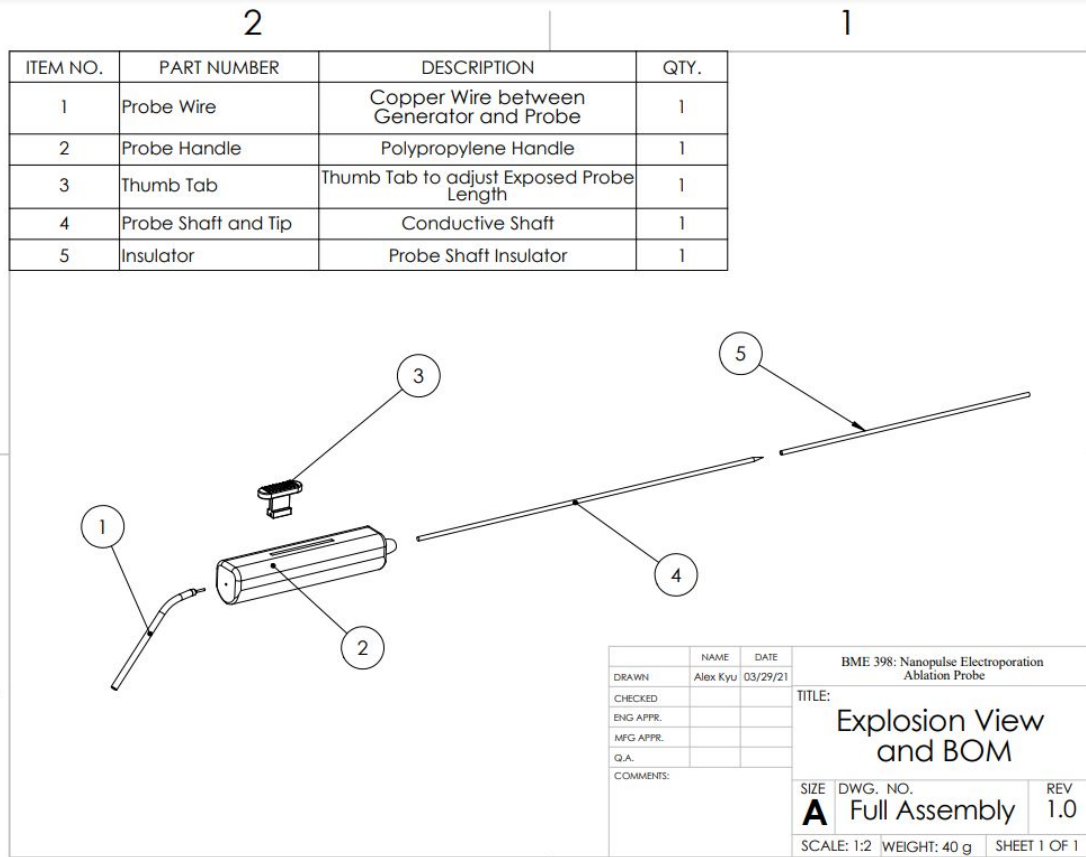 2 1
ITEM NO. PART NUMBER DESCRIPTION QTY.
1 Probe Wire Copper Wire between Generator and Probe 1
2 Probe Handle Polypropylene Handle 1
3 Thumb Tab Thumb Tab to adjust Exposed Probe Length 1
4 Probe Shaft and Tip Conductive Shaft 1
5 Insulator Probe Shaft Insulator 1
5
3
1
4
2
NAME DATE
DRAWN Alex Kyu 03/29/21
CHECKED
ENG APPR.
MFG APPR.
Q.A.
COMMENTS:
BME 398: Nanopulse Electroporation
Ablation Probe
TITLE:
Explosion View
and BOM
SIZE DWG. NO. REV
A Full Assembly 1.0
SCALE: 1:2 WEIGHT: 40 g SHEET 1 OF 1